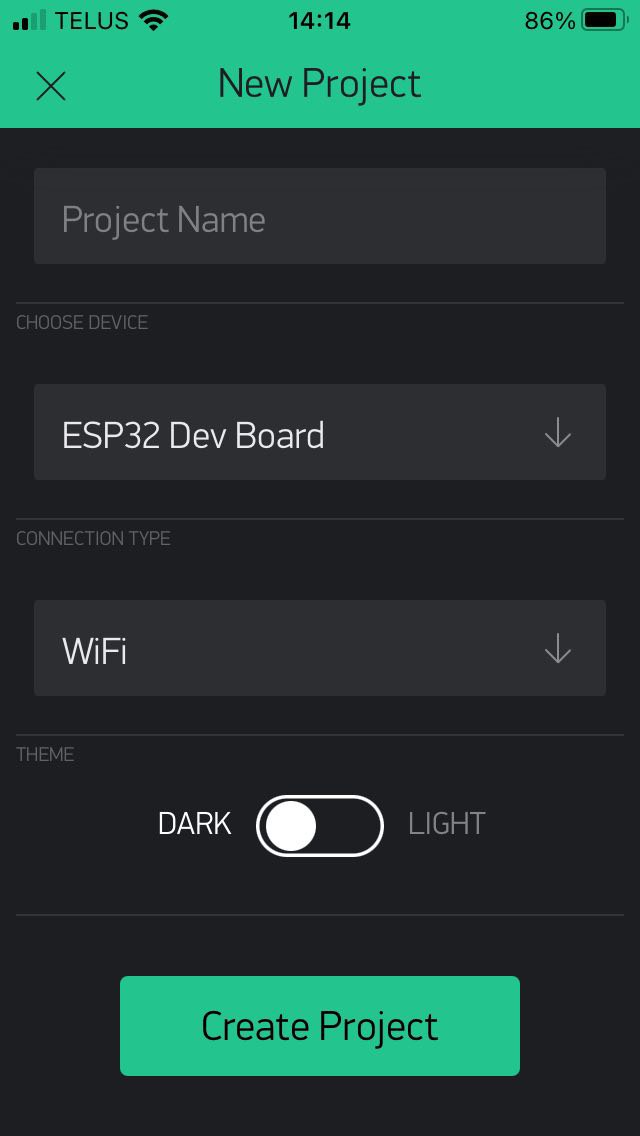 TELUS 14:14 86%
New Project
Project Name
CHOOSE DEVICE
ESP32 Dev Board
CONNECTION TYPE
WiFi
THEME
DARK LIGHT
Create Project